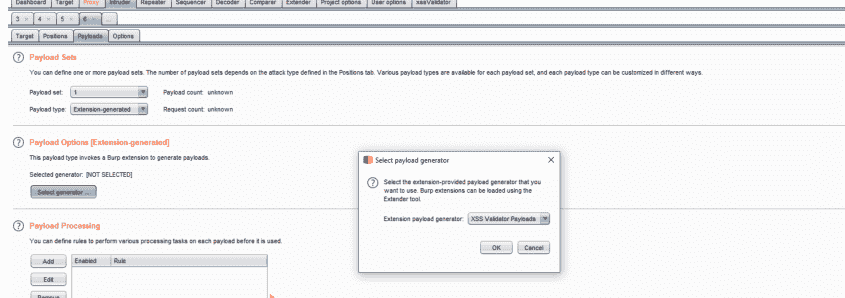 Dashboard Target Proxy Intruder Repeater Sequencer Decoder Comparer Extender Project options User options xssValidator
3 × 4 × 5 × 6 × ...
Target Positions Payloads Options
? Payload Sets
You can define one or more payload sets. The number of payload sets depends on the attack type defined in the Positions tab. Various payload types are available for each payload set, and each payload type can be customized in different ways.
Payload set: 1 Payload count: unknown
Payload type: Extension-generated Request count: unknown
? Payload Options [Extension-generated]
This payload type invokes a Burp extension to generate payloads.
Selected generator: [NOT SELECTED]
Select generator ...
? Payload Processing
You can define rules to perform various processing tasks on each payload before it is used.
Add Enabled Rule
Edit
Remove
Select payload generator
? Select the extension-provided payload generator that you
want to use. Burp extensions can be loaded using the
Extender tool.
Extension payload generator: XSS Validator Payloads
OK Cancel